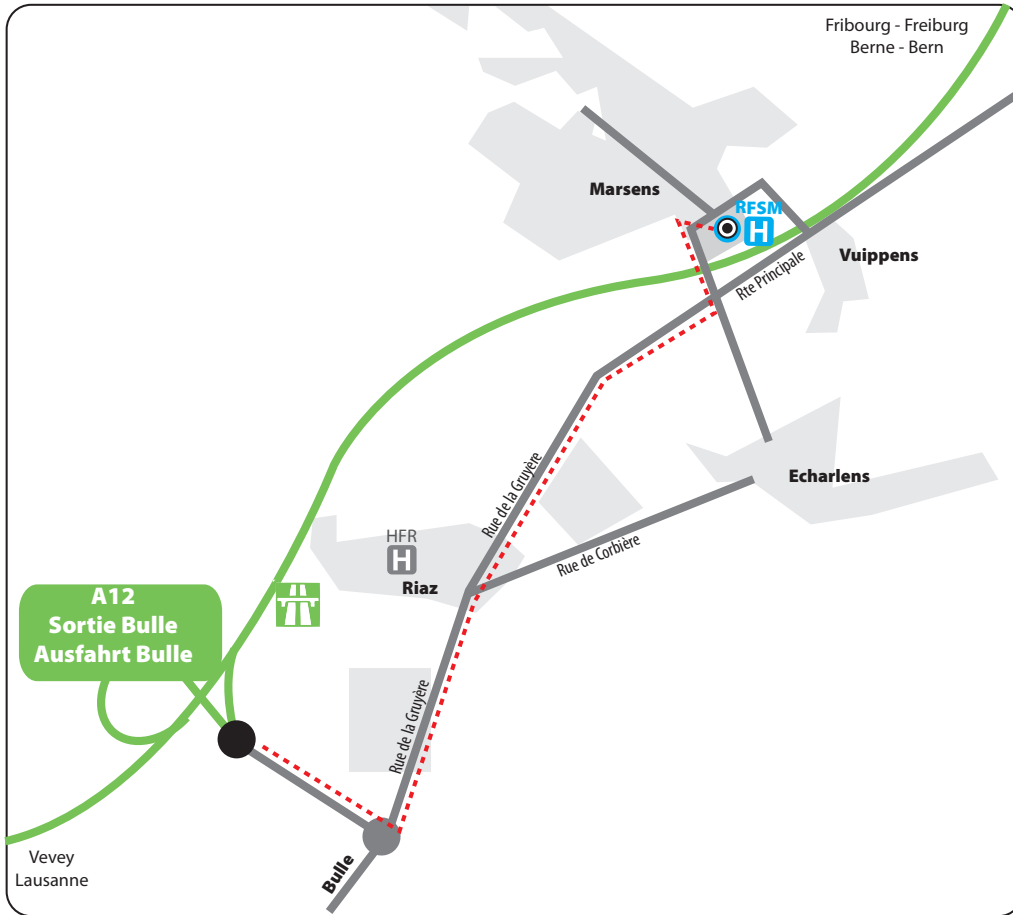 Fribourg - Freiburg
Berne - Bern
Marsens
RFSM
H
Vuippens
Rte Principale
Rue de la Gruyère
Echarlens
Rue de Corbière
HFR
H
Riaz
A12
Sortie Bulle
Ausfahrt Bulle
Rue de la Gruyère
Bulle
Vevey
Lausanne